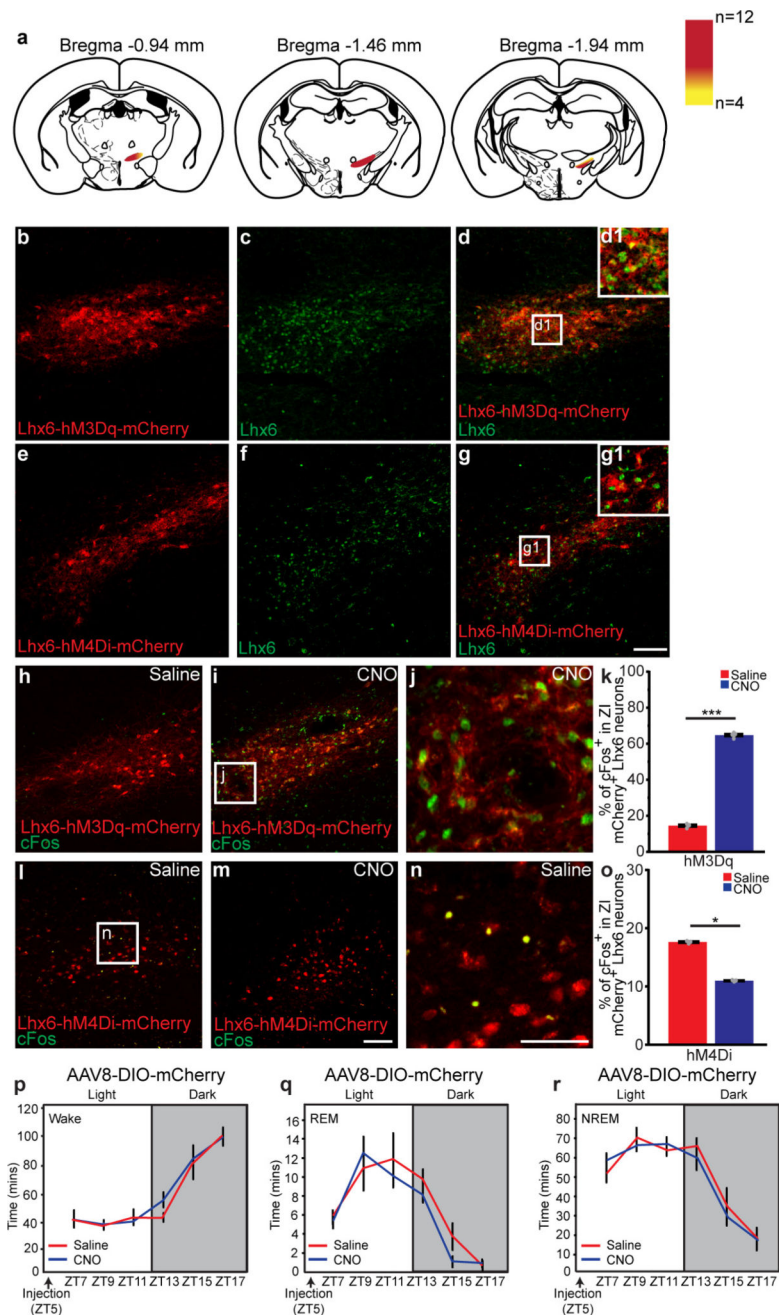 a
Bregma -0.94 mm
Bregma -1.46 mm
Bregma -1.94 mm
n=12
n=4
b
Lhx6-hM3Dq-mCherry
c
Lhx6
d
d1
d1
Lhx6-hM3Dq-mCherry
Lhx6
e
Lhx6-hM4Di-mCherry
f
Lhx6
g
g1
g1
Lhx6-hM4Di-mCherry
Lhx6
h
Saline
Lhx6-hM3Dq-mCherry
cFos
i
CNO
j
Lhx6-hM3Dq-mCherry
cFos
j
CNO
k
Saline
CNO
% of cFos+ in ZI
mCherry+ Lhx6 neurons
100
80
60
40
20
0
***
hM3Dq
l
Saline
n
Lhx6-hM4Di-mCherry
cFos
m
CNO
Lhx6-hM4Di-mCherry
cFos
n
Saline
o
Saline
CNO
% of cFos+ in ZI
mCherry+ Lhx6 neurons
30
20
10
0
*
hM4Di
p
AAV8-DIO-mCherry
Light
Dark
Wake
Time (mins)
120
100
80
60
40
20
0
Saline
CNO
ZT7 ZT9 ZT11 ZT13 ZT15 ZT17
Injection
(ZT5)
q
AAV8-DIO-mCherry
Light
Dark
REM
Time (mins)
16
14
12
10
8
6
4
2
0
Saline
CNO
ZT7 ZT9 ZT11 ZT13 ZT15 ZT17
Injection
(ZT5)
r
AAV8-DIO-mCherry
Light
Dark
NREM
Time (mins)
80
70
60
50
40
30
20
10
0
Saline
CNO
ZT7 ZT9 ZT11 ZT13 ZT15 ZT17
Injection
(ZT5)